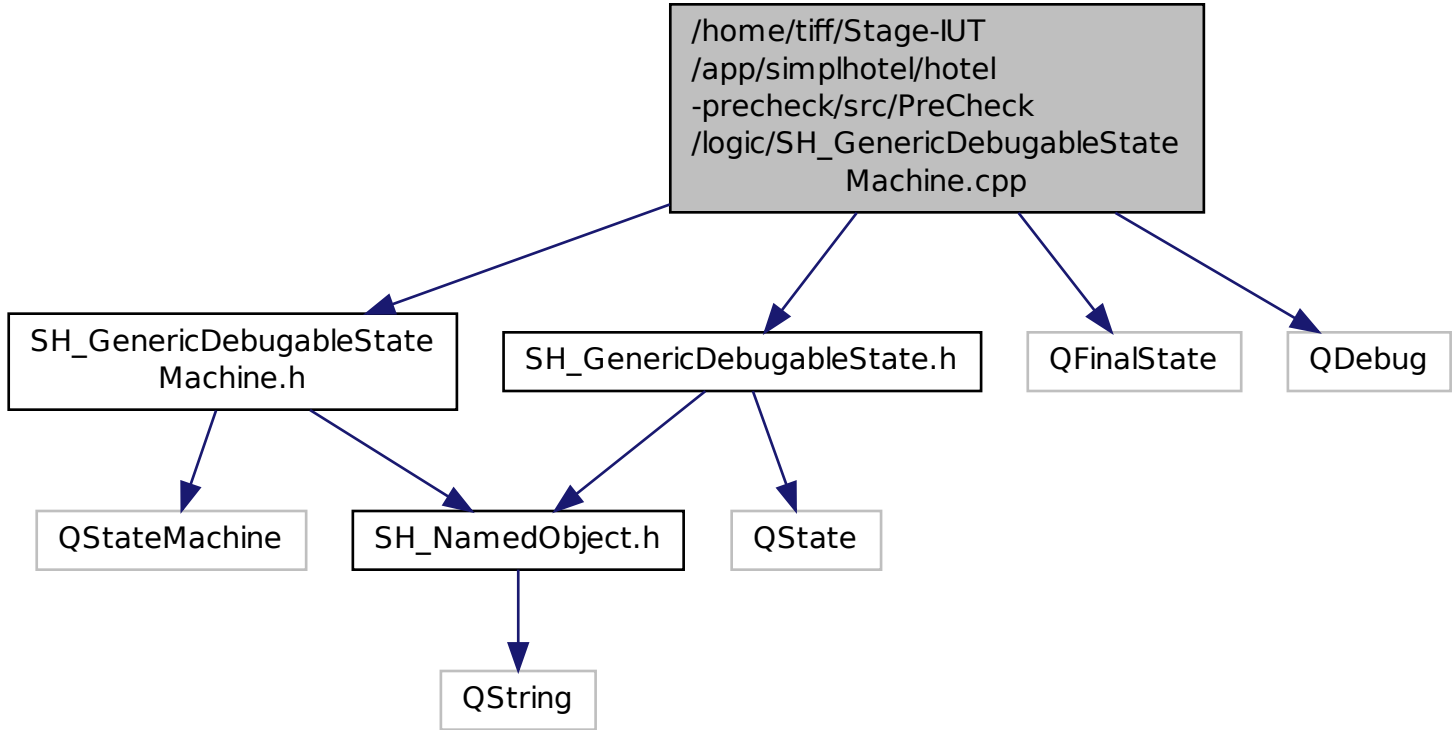 /home/tiff/Stage-IUT
/app/simplhotel/hotel
-precheck/src/PreCheck
/logic/SH_GenericDebugableState
Machine.cpp
SH_GenericDebugableState
Machine.h
SH_GenericDebugableState.h
QFinalState
QDebug
QStateMachine
SH_NamedObject.h
QState
QString